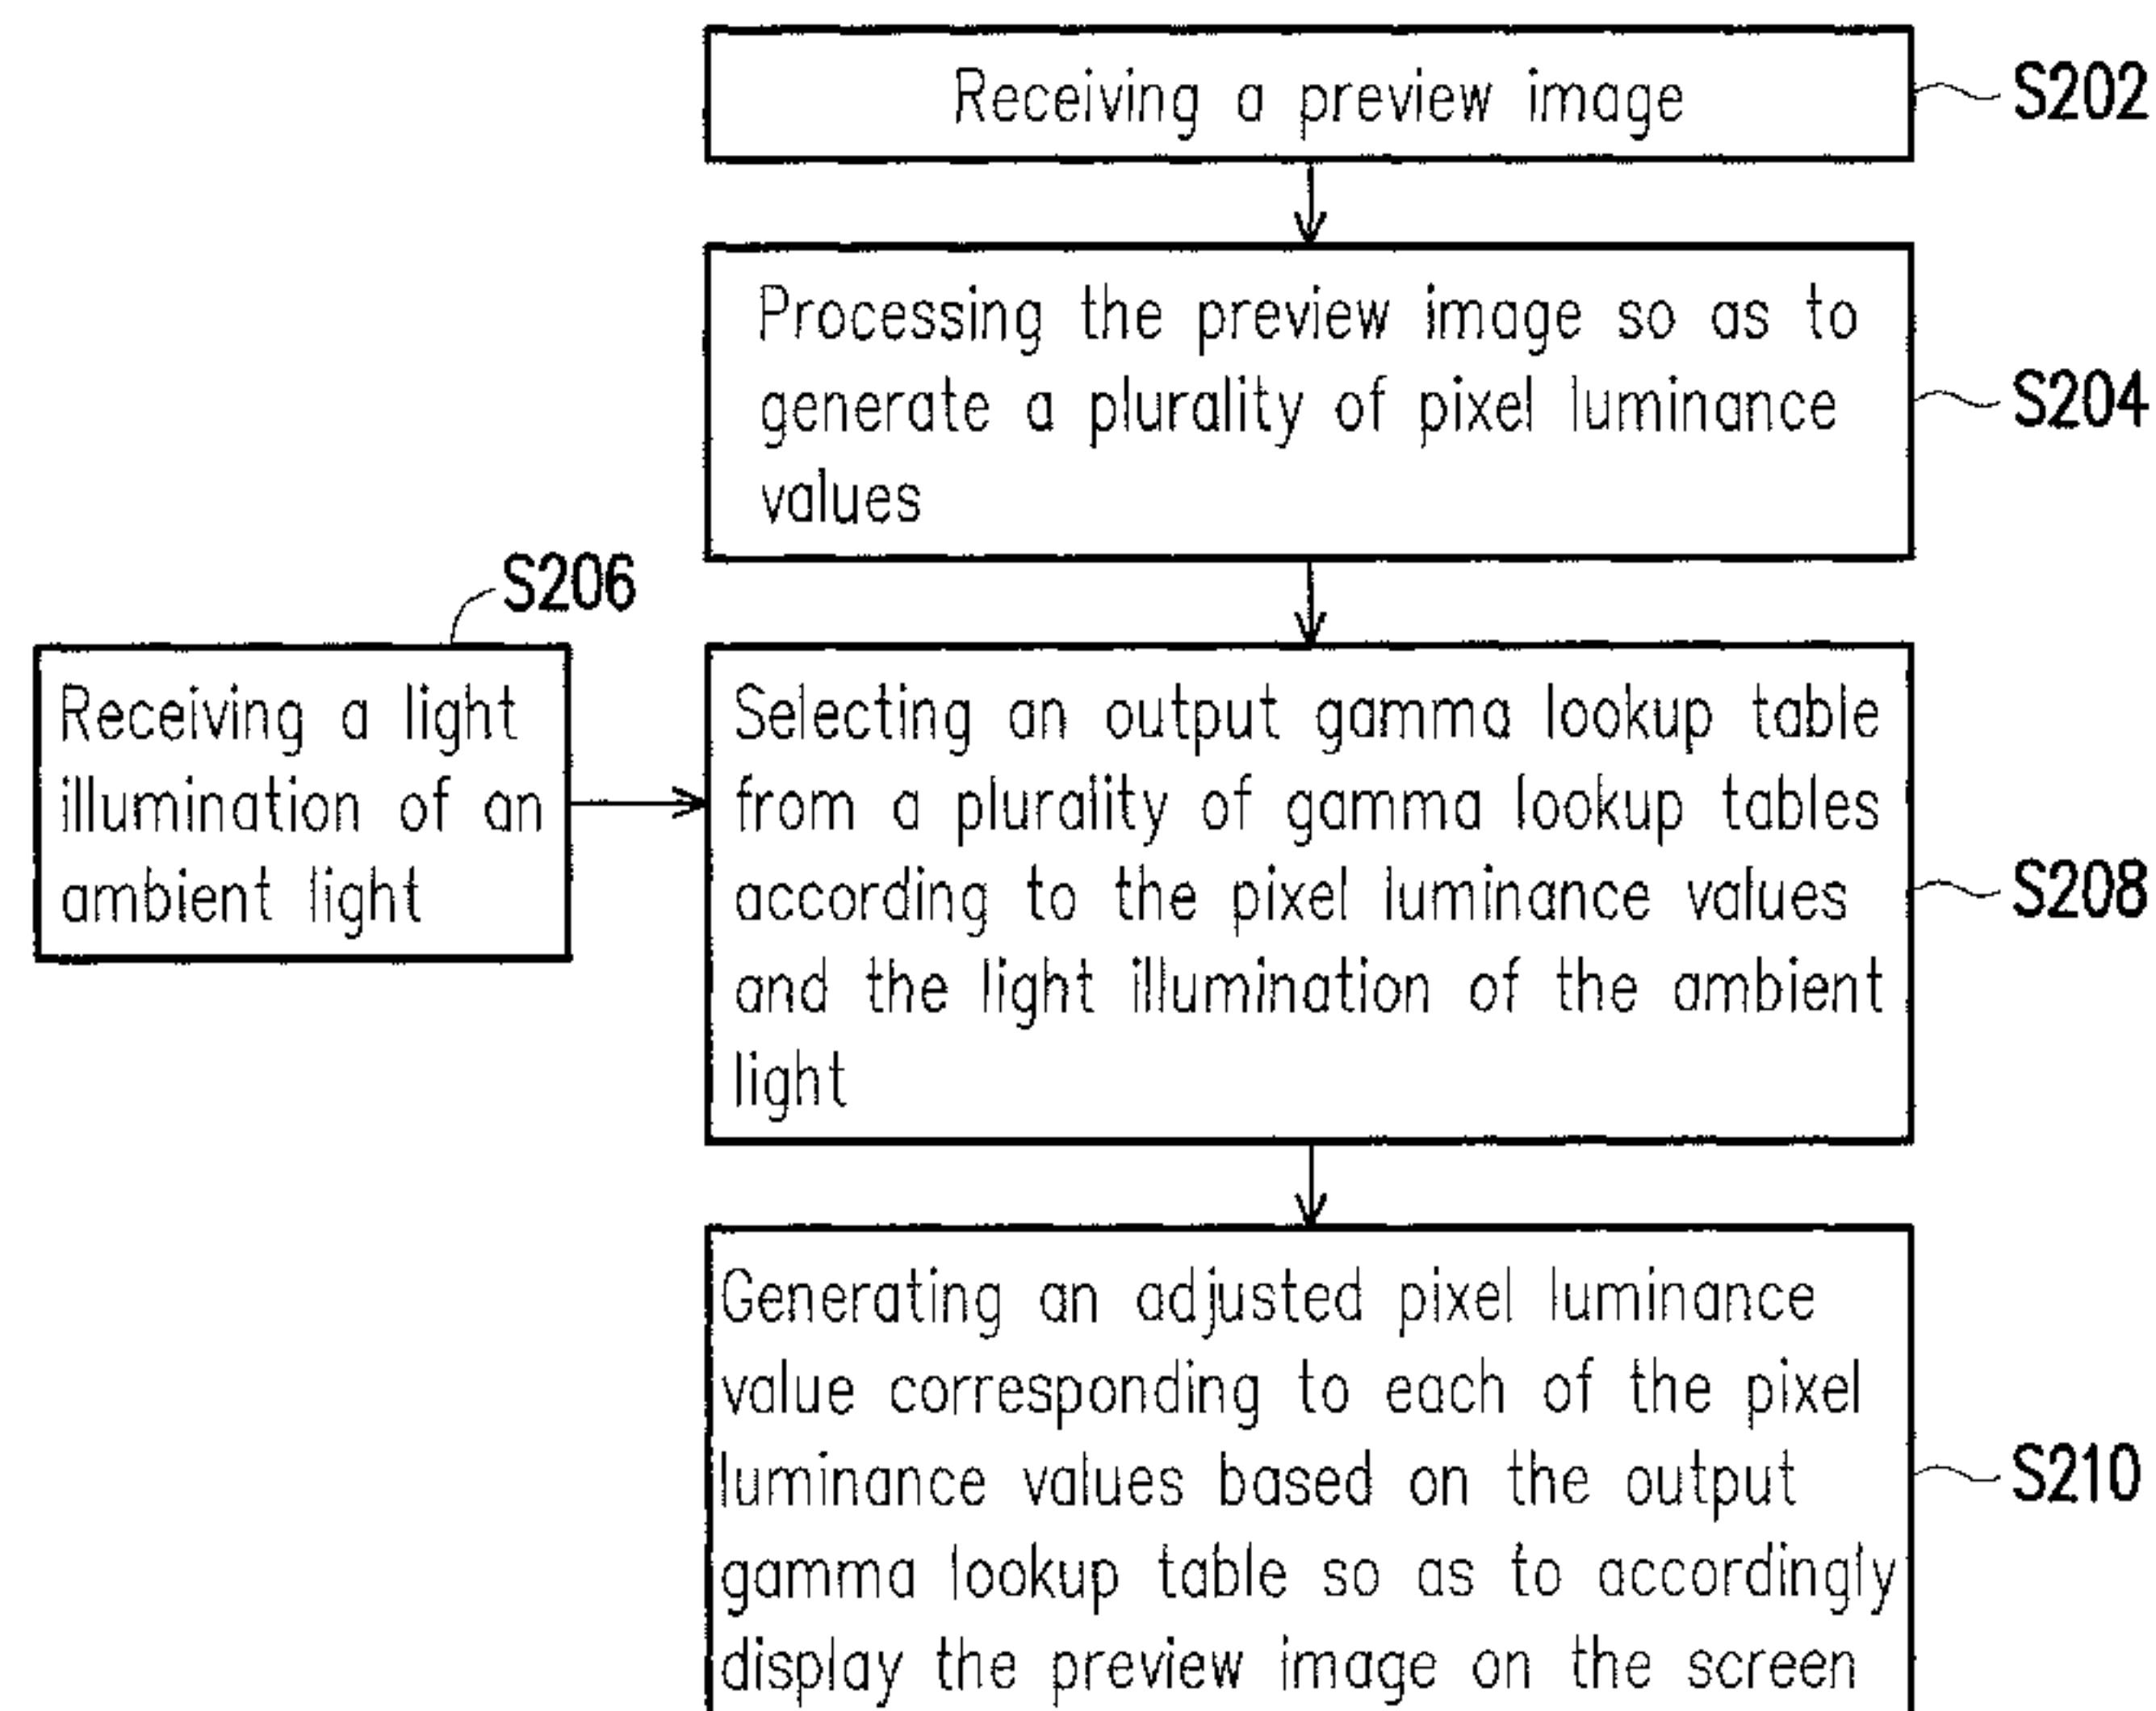 Receiving a preview image
S202
Processing the preview image so as to
generate a plurality of pixel luminance
values
S204
S206
Receiving a light
illumination of an
ambient light
Selecting an output gamma lookup table
from a plurality of gamma lookup tables
according to the pixel luminance values
and the light illumination of the ambient
light
S208
Generating an adjusted pixel luminance
value corresponding to each of the pixel
luminance values based on the output
gamma lookup table so as to accordingly
display the preview image on the screen
S210